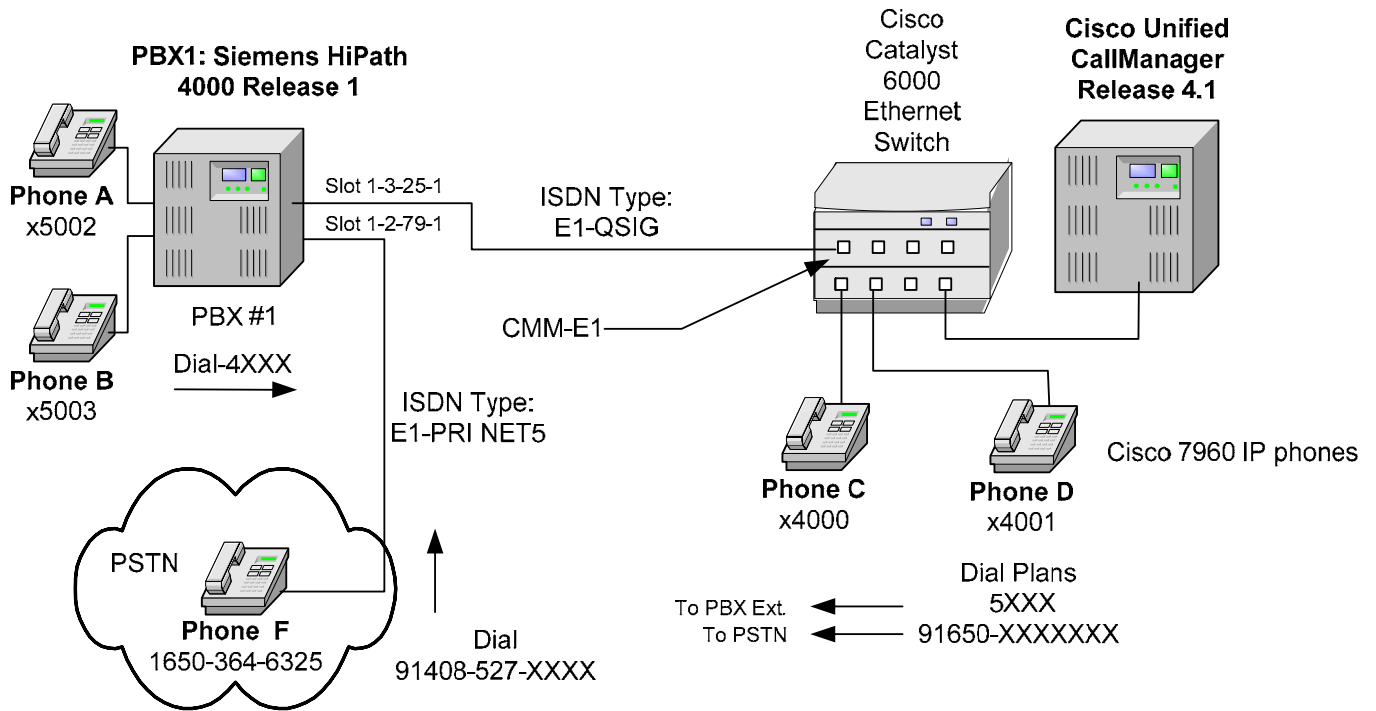 PBX1: Siemens HiPath
4000 Release 1
Cisco
Catalyst
6000
Ethernet
Switch
Cisco Unified
CallManager
Release 4.1
Phone A
x5002
Slot 1-3-25-1
Slot 1-2-79-1
ISDN Type:
E1-QSIG
PBX #1
CMM-E1
Dial-4XXX
Phone B
x5003
ISDN Type:
E1-PRI NET5
Cisco 7960 IP phones
Phone C
x4000
Phone D
x4001
PSTN
Phone F
1650-364-6325
Dial
91408-527-XXXX
Dial Plans
To PBX Ext.
5XXX
To PSTN
91650-XXXXXXX